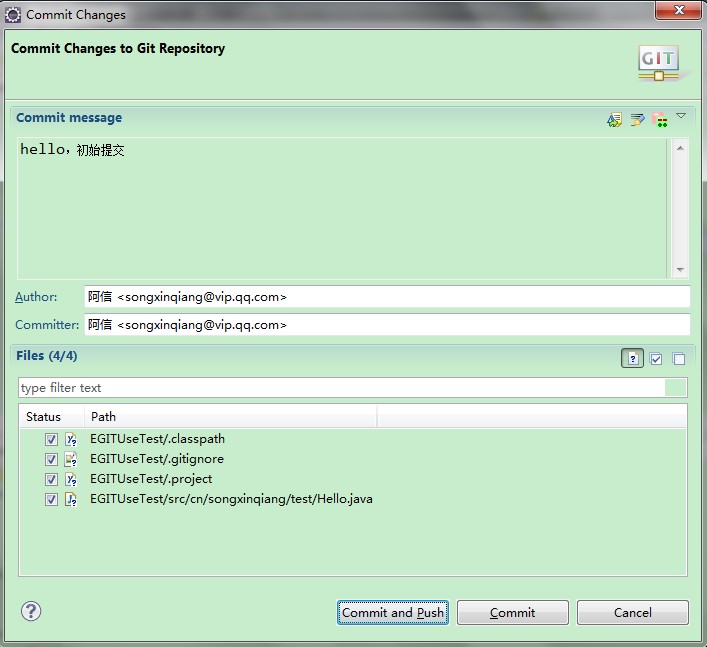 Commit Changes
Commit Changes to Git Repository
GIT
Commit message
hello，初始提交
Author: 阿信 <songxinqiang@vip.qq.com>
Committer: 阿信 <songxinqiang@vip.qq.com>
Files (4/4)
type filter text
Status Path
EGITUseTest/.classpath
EGITUseTest/.gitignore
EGITUseTest/.project
EGITUseTest/src/cn/songxinqiang/test/Hello.java
Commit and Push Commit Cancel